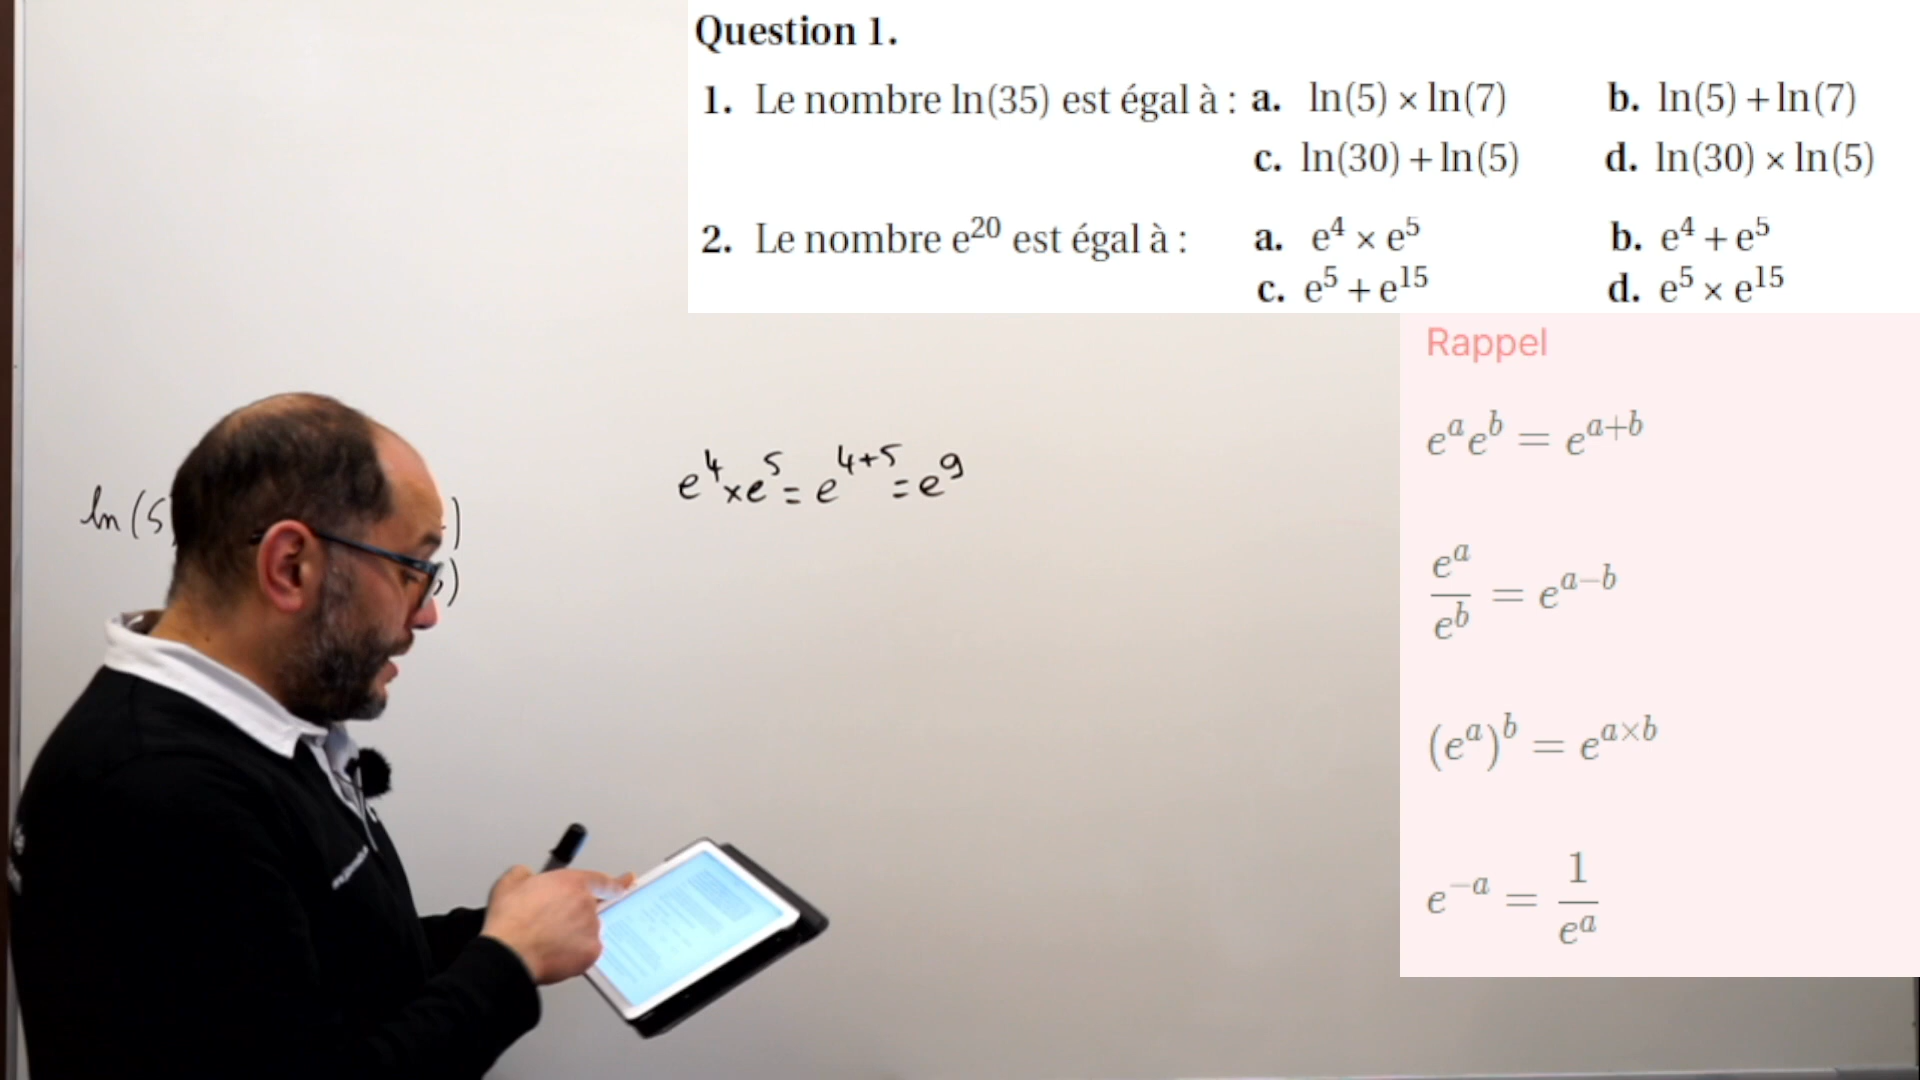 Question 1.
1. Le nombre ln(35) est égal à : a. ln(5) × ln(7) b. ln(5) + ln(7)
c. ln(30) + ln(5) d. ln(30) × ln(5)
2. Le nombre e^20 est égal à : a. e^4 × e^5 b. e^4 + e^5
c. e^5 + e^15 d. e^5 × e^15
Rappel
e^a e^b = e^{a+b}
e^a / e^b = e^{a−b}
(e^a)^b = e^{a×b}
e^{−a} = 1 / e^a
e^4 × e^5 = e^{4+5} = e^9
ln(5